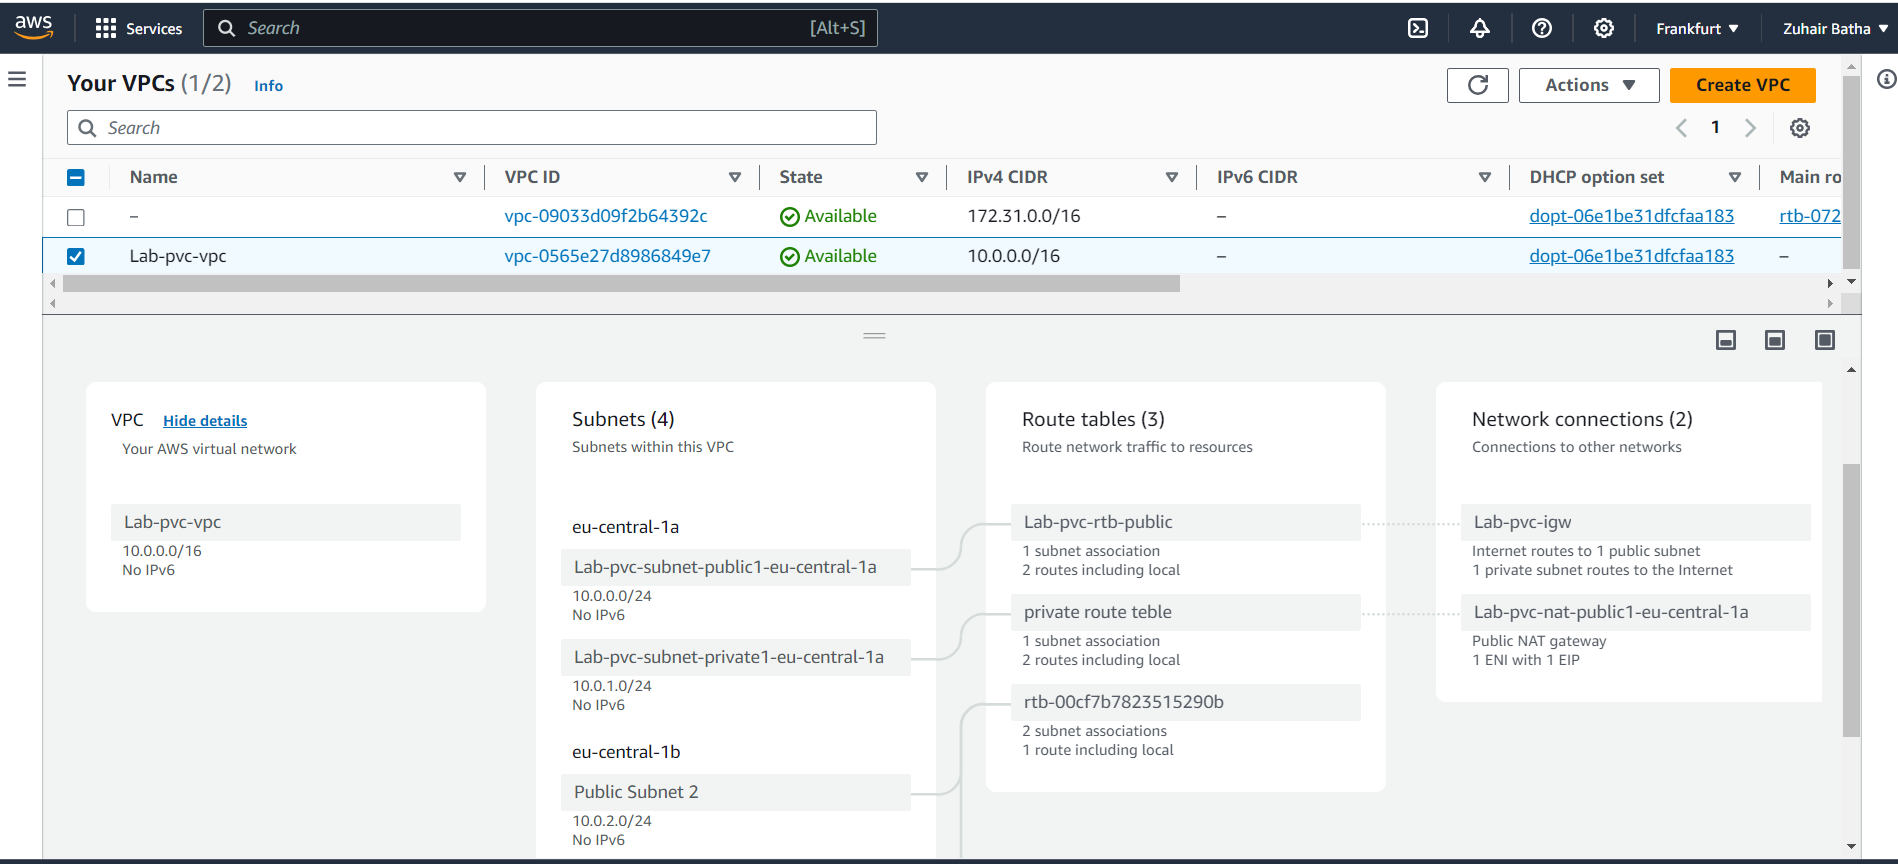 aws
Services
Search
[Alt+S]
Frankfurt
Zuhair Batha
Your VPCs (1/2)
Info
Actions
Create VPC
Search
1
Name
VPC ID
State
IPv4 CIDR
IPv6 CIDR
DHCP option set
Main ro
–
vpc-09033d09f2b64392c
Available
172.31.0.0/16
–
dopt-06e1be31dfcfaa183
rtb-072
Lab-pvc-vpc
vpc-0565e27d8986849e7
Available
10.0.0.0/16
–
dopt-06e1be31dfcfaa183
–
VPC
Hide details
Your AWS virtual network
Lab-pvc-vpc
10.0.0.0/16
No IPv6
Subnets (4)
Subnets within this VPC
eu-central-1a
Lab-pvc-subnet-public1-eu-central-1a
10.0.0.0/24
No IPv6
Lab-pvc-subnet-private1-eu-central-1a
10.0.1.0/24
No IPv6
eu-central-1b
Public Subnet 2
10.0.2.0/24
No IPv6
Route tables (3)
Route network traffic to resources
Lab-pvc-rtb-public
1 subnet association
2 routes including local
private route teble
1 subnet association
2 routes including local
rtb-00cf7b7823515290b
2 subnet associations
1 route including local
Network connections (2)
Connections to other networks
Lab-pvc-igw
Internet routes to 1 public subnet
1 private subnet routes to the Internet
Lab-pvc-nat-public1-eu-central-1a
Public NAT gateway
1 ENI with 1 EIP